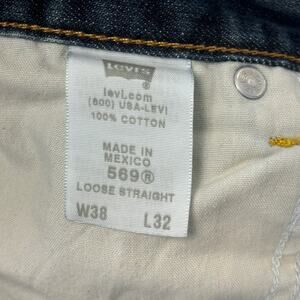 Levi's
levi.com
(800) USA-LEVI
100% COTTON
MADE IN
MEXICO
569®
LOOSE STRAIGHT
W38 L32